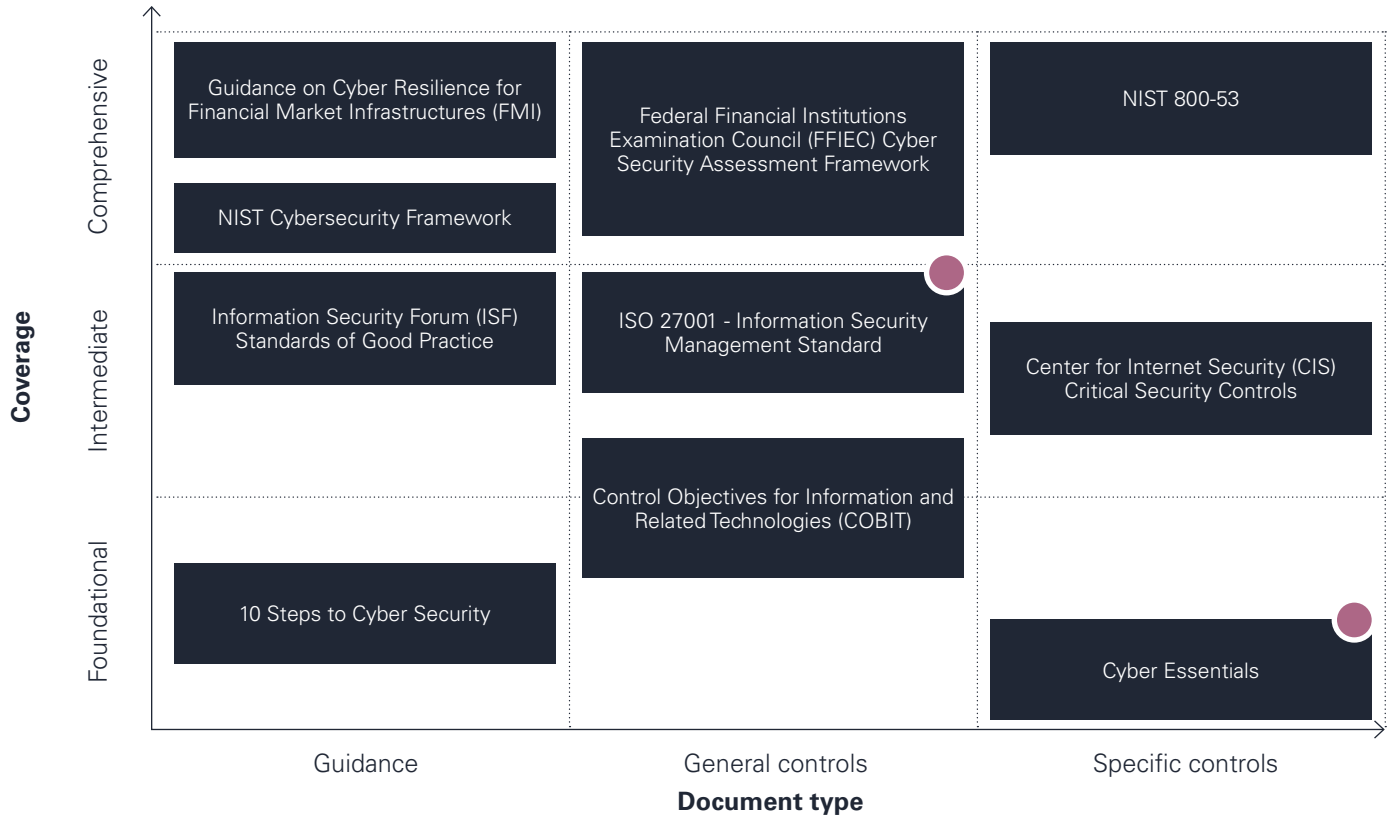 Coverage
Comprehensive
Intermediate
Foundational
Guidance on Cyber Resilience for
Financial Market Infrastructures (FMI)
NIST Cybersecurity Framework
Information Security Forum (ISF)
Standards of Good Practice
10 Steps to Cyber Security
Federal Financial Institutions
Examination Council (FFIEC) Cyber
Security Assessment Framework
ISO 27001 - Information Security
Management Standard
Control Objectives for Information and
Related Technologies (COBIT)
NIST 800-53
Center for Internet Security (CIS)
Critical Security Controls
Cyber Essentials
Guidance
General controls
Specific controls
Document type